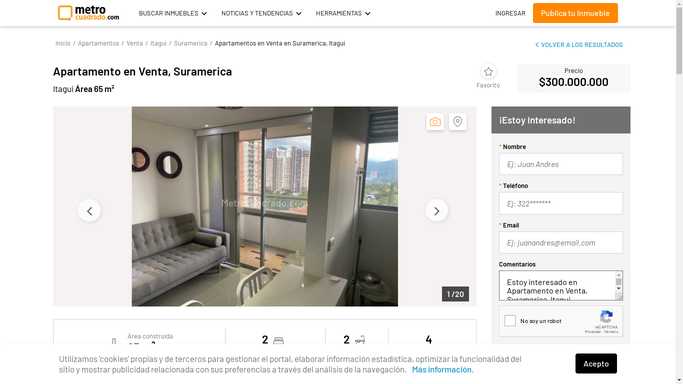 metro
cuadrado.com
BUSCAR INMUEBLES
NOTICIAS Y TENDENCIAS
HERRAMIENTAS
INGRESAR
Publica tu Inmueble
Inicio / Apartamentos / Venta / Itagui / Suramerica / Apartamentos en Venta en Suramerica, Itagui
VOLVER A LOS RESULTADOS
Apartamento en Venta, Suramerica
Itagui Área 65 m²
Favorito
Precio
$300.000.000
Metrocuadrado.com
1 / 20
¡Estoy Interesado!
* Nombre
Ej: Juan Andres
* Teléfono
Ej: 322*******
* Email
Ej: juanandres@email.com
Comentarios
Estoy interesado en
Apartamento en Venta,
Suramerica, Itagui
No soy un robot
reCAPTCHA
Privacidad - Términos
Área construida
2
2
4
Utilizamos 'cookies' propias y de terceros para gestionar el portal, elaborar información estadística, optimizar la funcionalidad del
sitio y mostrar publicidad relacionada con sus preferencias a través del análisis de la navegación. Más información.
Acepto